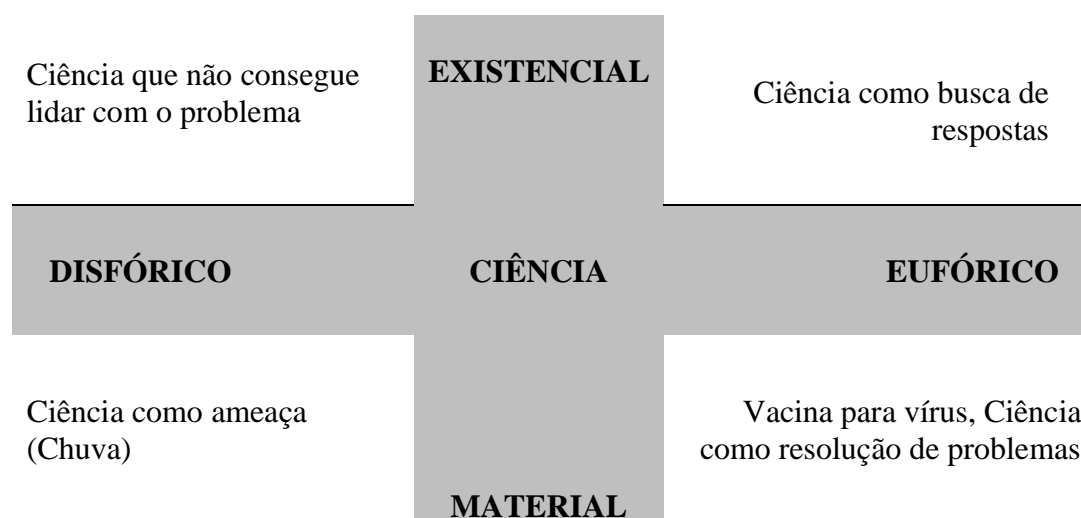 Ciência que não consegue
lidar com o problema
EXISTENCIAL
Ciência como busca de
respostas
DISFÓRICO
CIÊNCIA
EUFÓRICO
Ciência como ameaça
(Chuva)
Vacina para vírus, Ciência
como resolução de problemas
MATERIAL